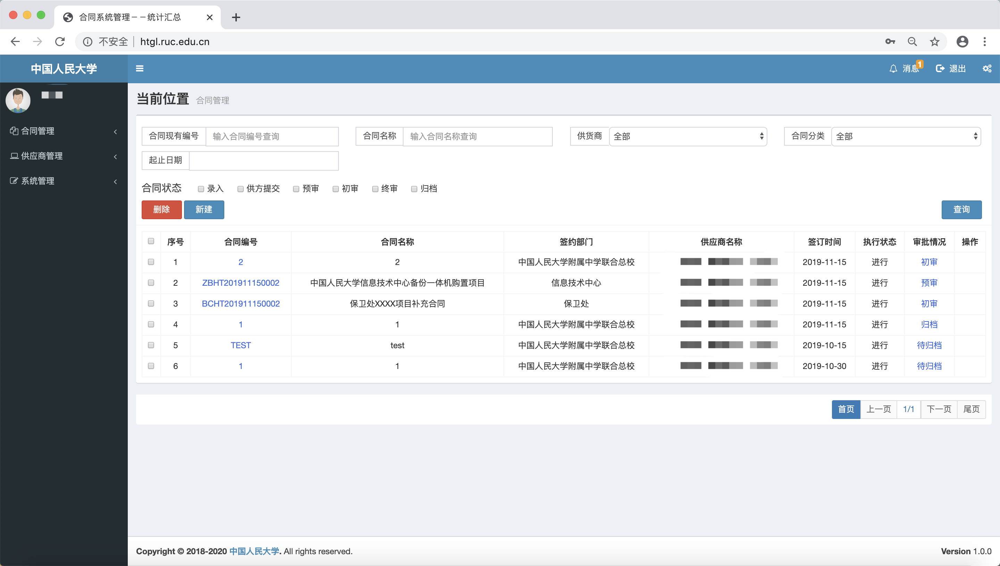 合同系统管理－－统计汇总
不安全 htgl.ruc.edu.cn
中国人民大学
消息 1 退出
合同管理
供应商管理
系统管理
当前位置 合同管理
合同现有编号 输入合同编号查询 合同名称 输入合同名称查询 供货商 全部 合同分类 全部
起止日期
合同状态 录入 供方提交 预审 初审 终审 归档
删除 新建 查询
序号 合同编号 合同名称 签约部门 供应商名称 签订时间 执行状态 审批情况 操作
1 2 2 中国人民大学附属中学联合总校 2019-11-15 进行 初审
2 ZBHT201911150002 中国人民大学信息技术中心备份一体机购置项目 信息技术中心 2019-11-15 进行 预审
3 BCHT201911150002 保卫处XXXX项目补充合同 保卫处 2019-11-15 进行 初审
4 1 1 中国人民大学附属中学联合总校 2019-11-15 进行 归档
5 TEST test 中国人民大学附属中学联合总校 2019-10-15 进行 待归档
6 1 1 中国人民大学附属中学联合总校 2019-10-30 进行 待归档
首页 上一页 1/1 下一页 尾页
Copyright © 2018-2020 中国人民大学. All rights reserved. Version 1.0.0